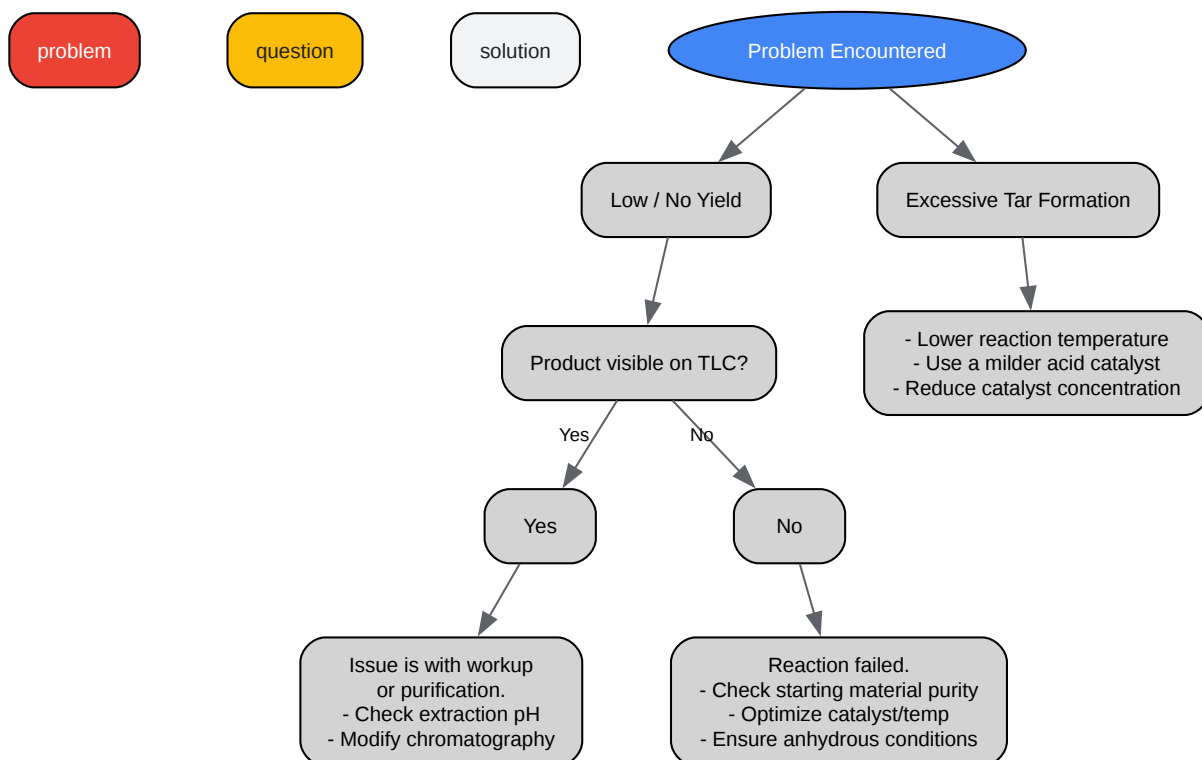 problem
question
solution
Problem Encountered
Low / No Yield
Excessive Tar Formation
Product visible on TLC?
- Lower reaction temperature
- Use a milder acid catalyst
- Reduce catalyst concentration
Yes
No
Yes
No
Issue is with workup
or purification.
- Check extraction pH
- Modify chromatography
Reaction failed.
- Check starting material purity
- Optimize catalyst/temp
- Ensure anhydrous conditions